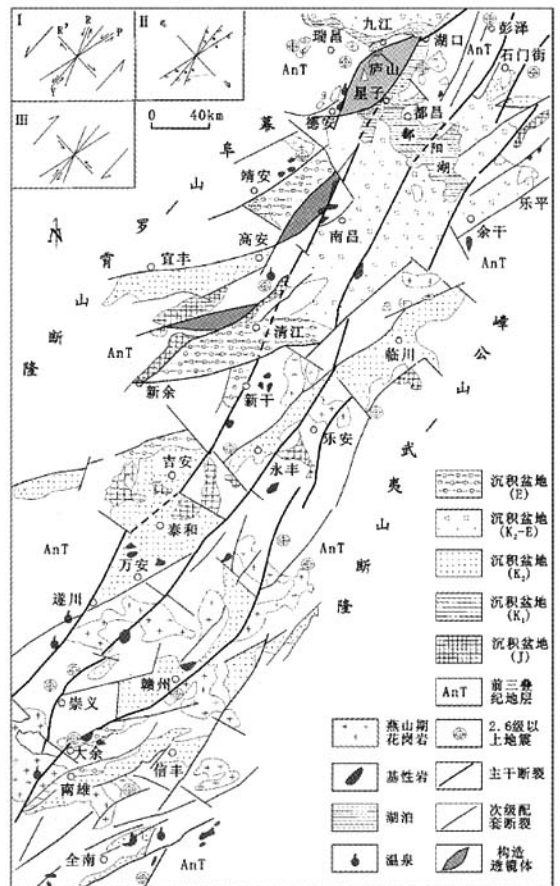 I
R'
R
P
Y
II
III
0 40km
N
九江
瑞昌
湖口
彭泽
石门街
AnT
AnT
庐山
星子
德安
都昌
鄱阳湖
幕阜山
罗霄山断隆
靖安
乐平
南昌
余干
高安
宜丰
AnT
清江
AnT
临川
嶂公山
武夷山断隆
新余
新干
乐安
永丰
吉安
泰和
AnT
AnT
万安
遂川
赣州
崇义
大余
信丰
南雄
全南
AnT
AnT
沉积盆地
(E)
沉积盆地
(K₂-E)
沉积盆地
(K₂)
沉积盆地
(K₁)
沉积盆地
(J)
AnT 前三叠
纪地层
燕山期
花岗岩
2.6级以
上地震
基性岩
主干断裂
湖泊
次级配
套断裂
温泉
构造
透镜体